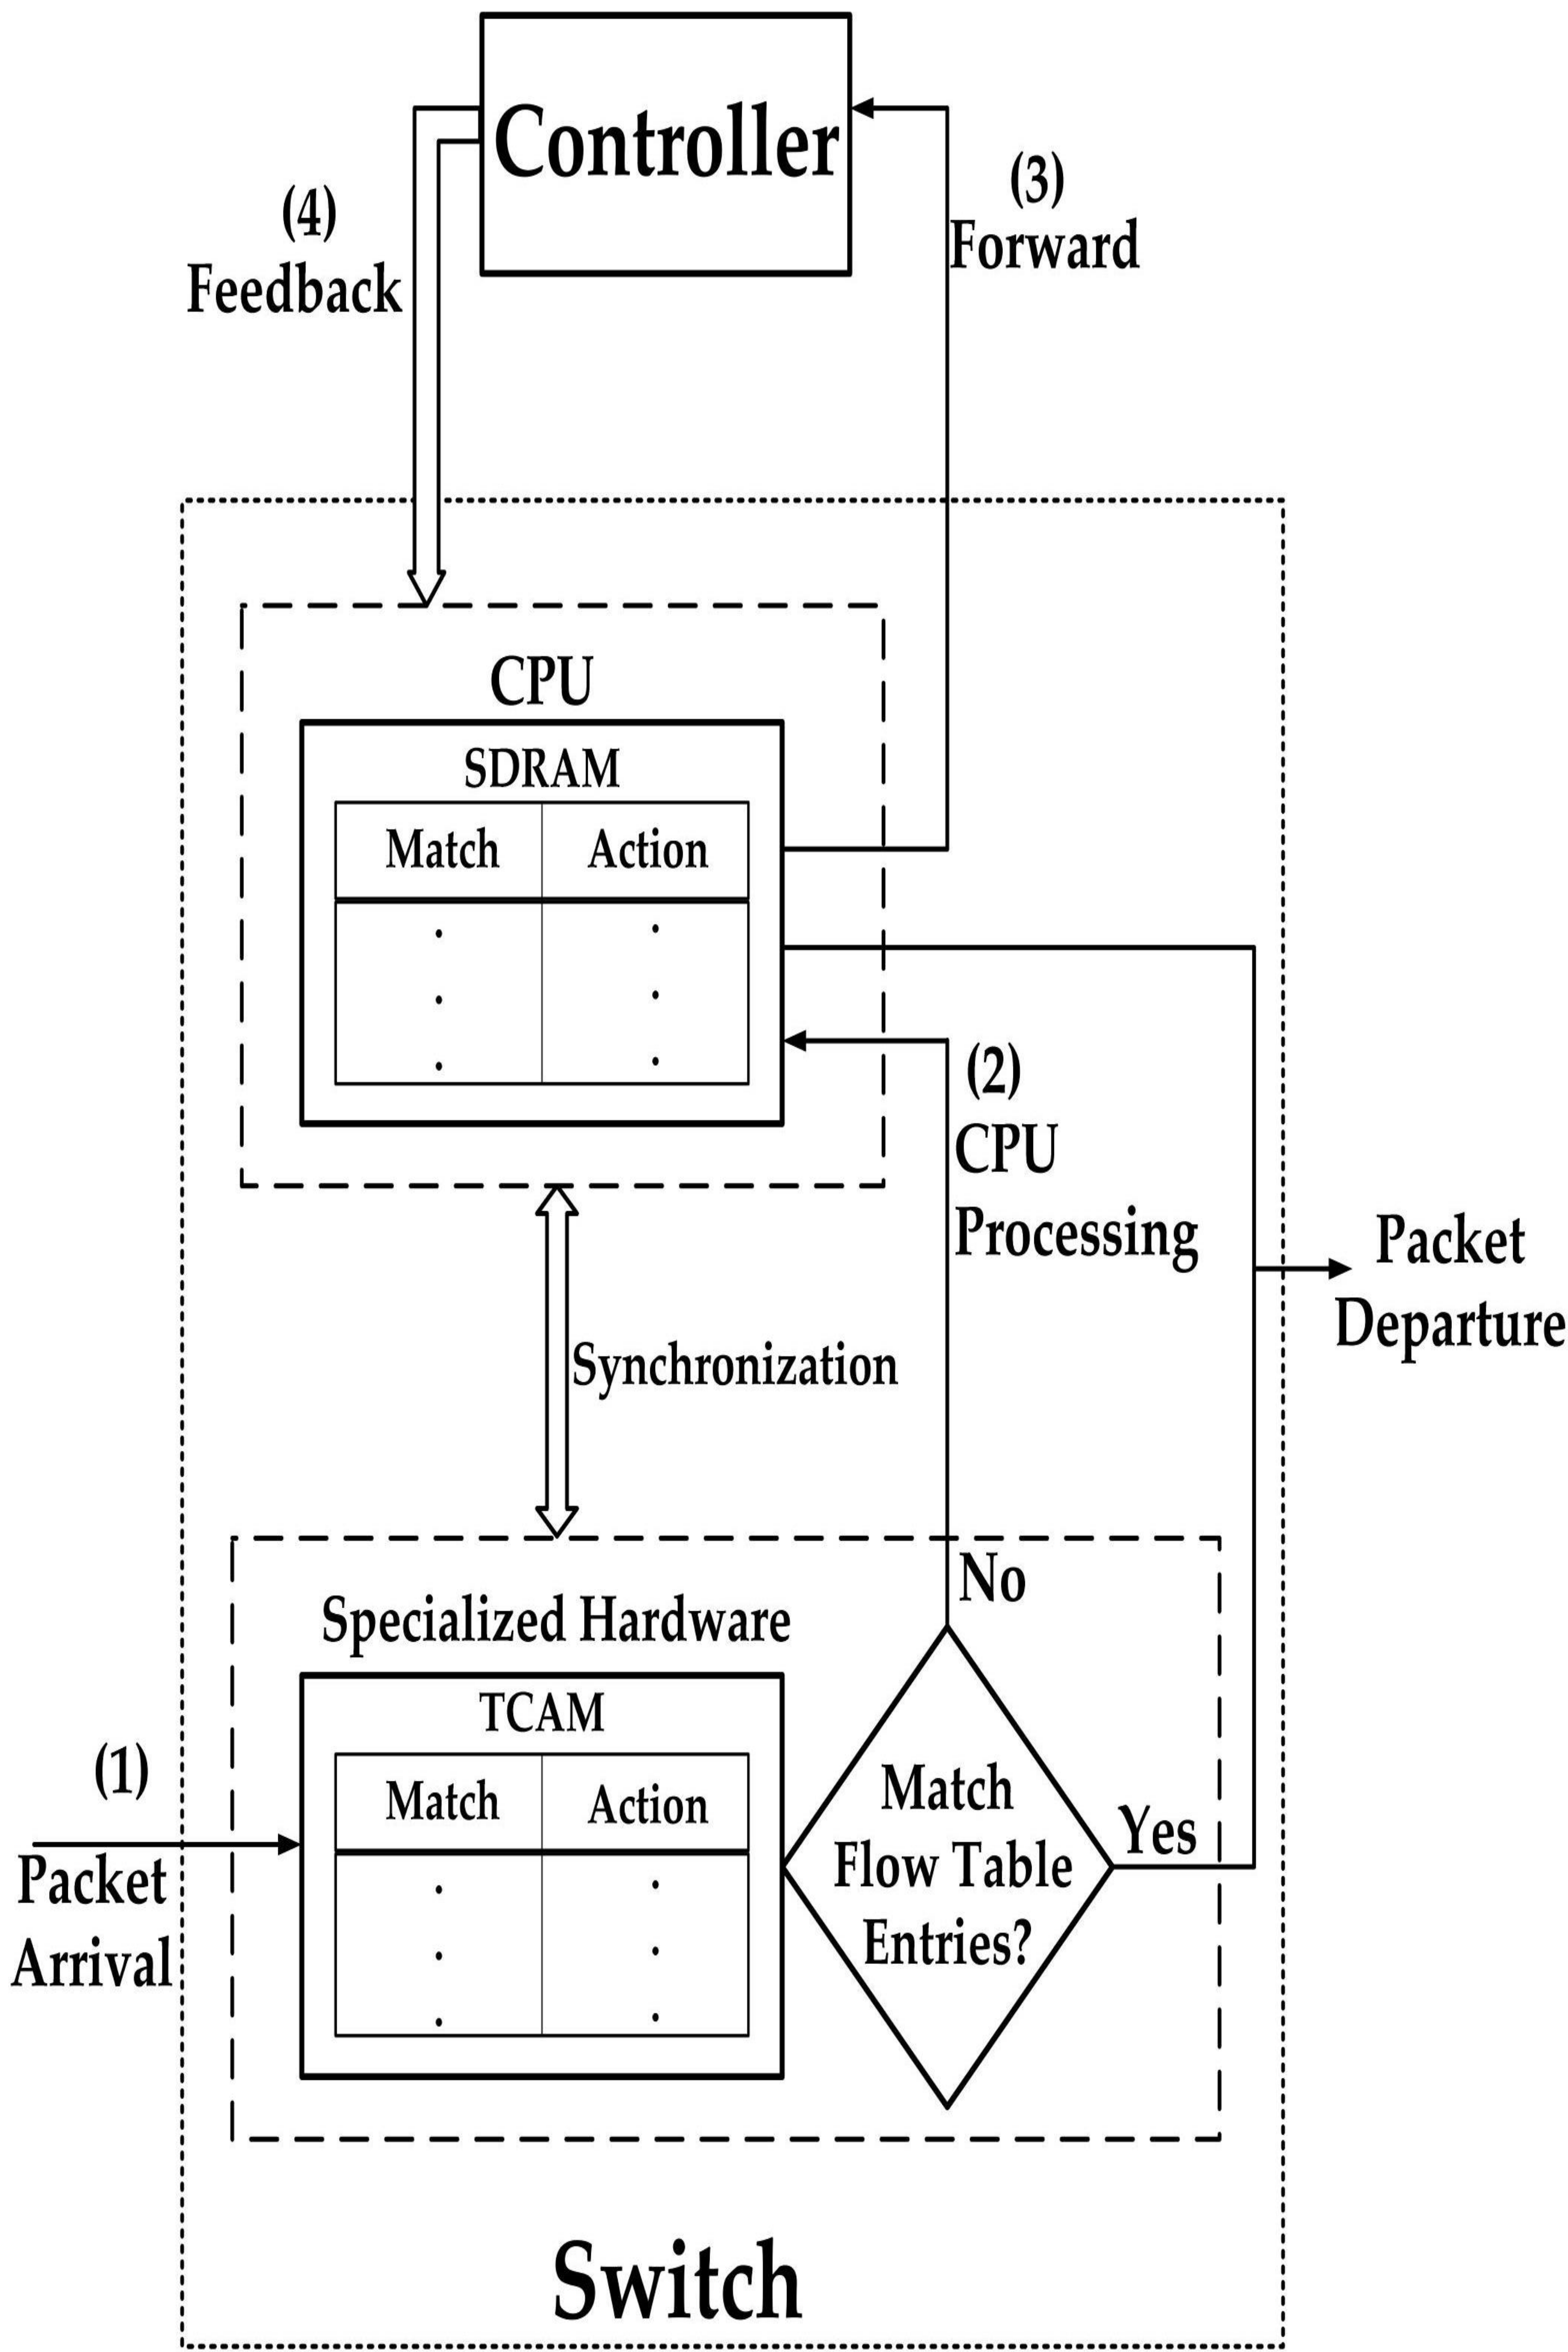 Controller
(3)
Forward
(4)
Feedback
CPU
SDRAM
Match Action
(2)
CPU
Processing
Packet
Departure
Synchronization
No
Specialized Hardware
TCAM
Match Action
(1)
Packet
Arrival
Match
Flow Table
Entries?
Yes
Switch